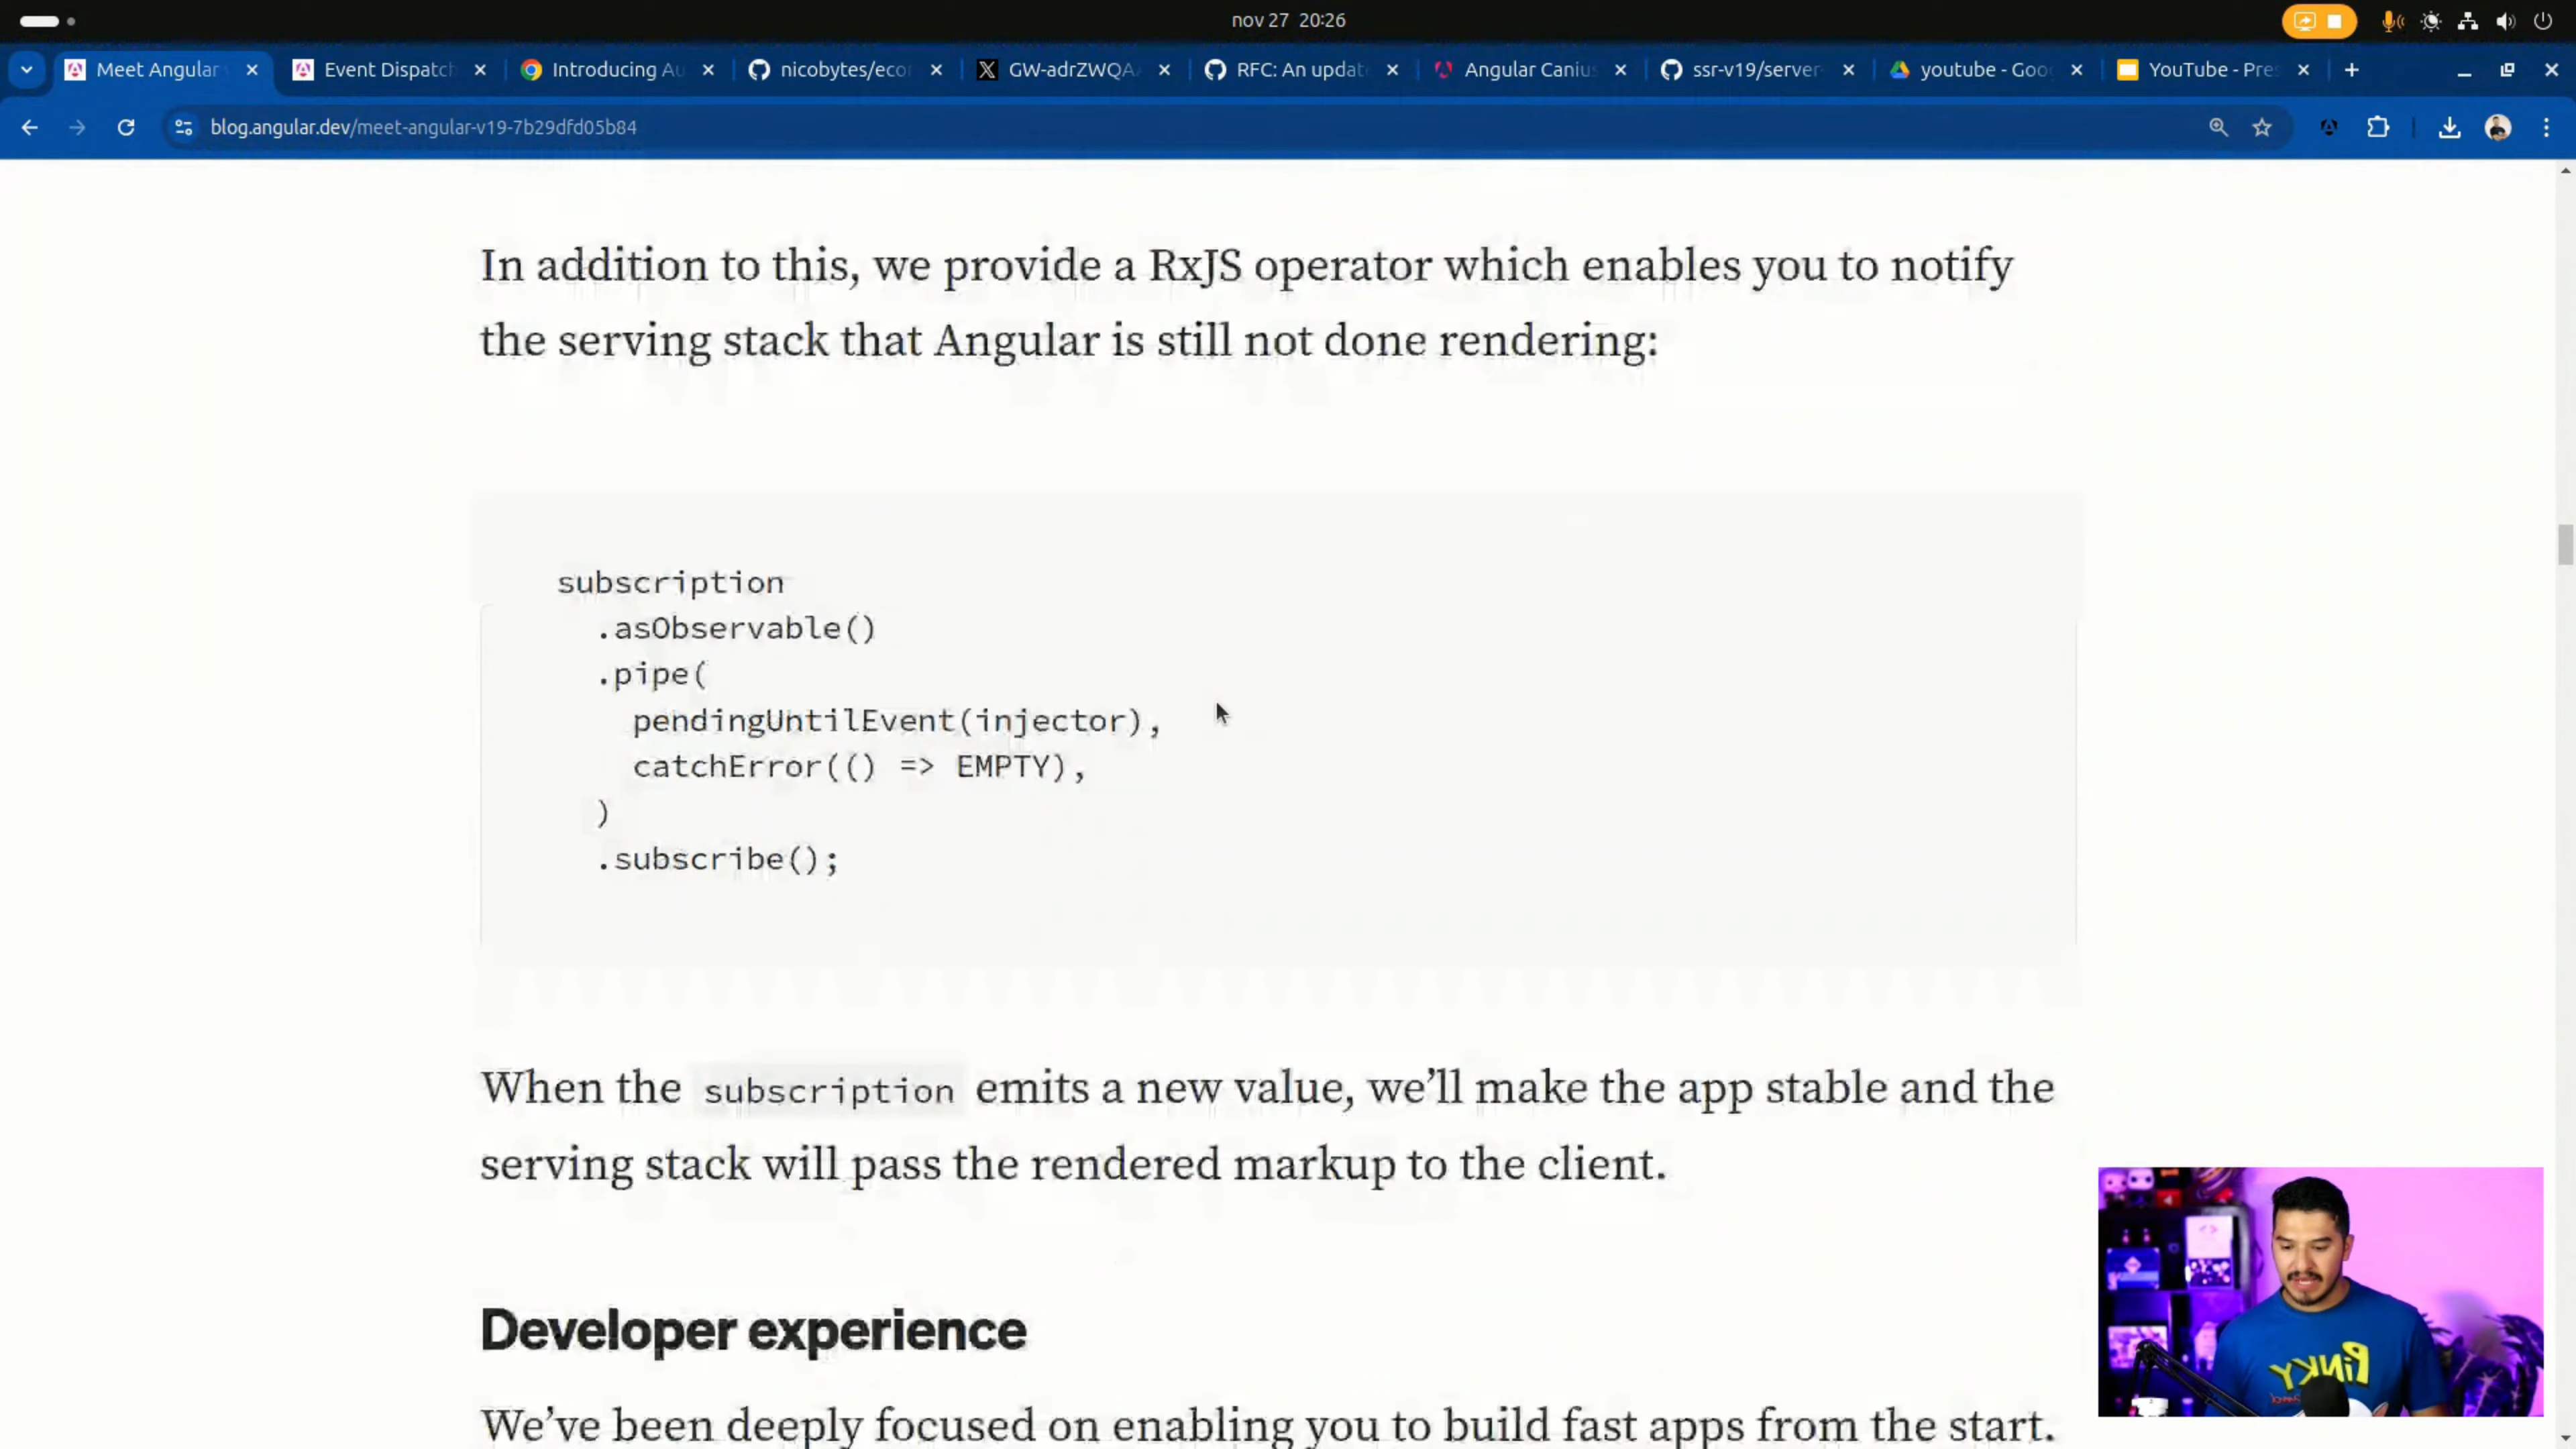 nov 27 20:26
Meet Angular
Event Dispatch
Introducing Au
nicobytes/ecor
GW-adrZWQA
RFC: An updat
Angular Caniu
ssr-v19/server-
youtube - Goo
YouTube - Pre
blog.angular.dev/meet-angular-v19-7b29dfd05b84
In addition to this, we provide a RxJS operator which enables you to notify
the serving stack that Angular is still not done rendering:
subscription
.asObservable()
.pipe(
pendingUntilEvent(injector),
catchError(() => EMPTY),
)
.subscribe();
When the subscription emits a new value, we’ll make the app stable and the
serving stack will pass the rendered markup to the client.
Developer experience
We’ve been deeply focused on enabling you to build fast apps from the start.
PiNKY